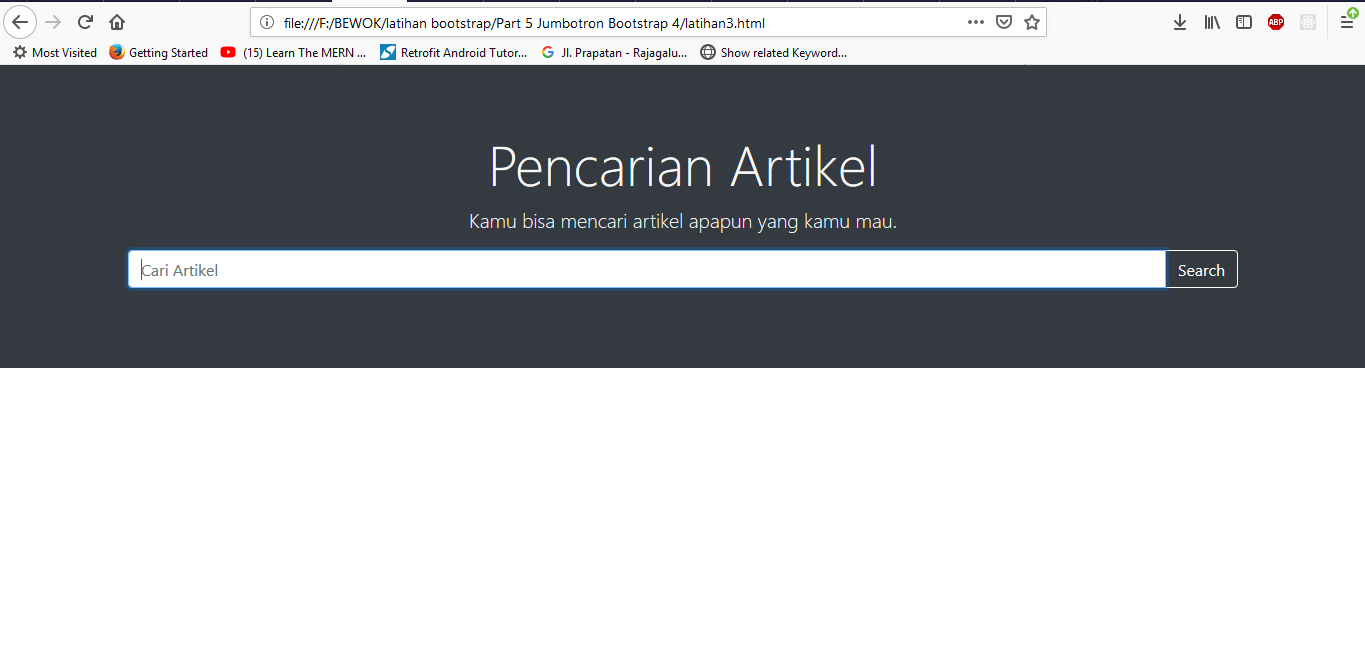 file:///F:/BEWOK/latihan bootstrap/Part 5 Jumbotron Bootstrap 4/latihan3.html
ABP
Most Visited Getting Started (15) Learn The MERN ... Retrofit Android Tutor... Jl. Prapatan - Rajagalu... Show related Keyword...
Pencarian Artikel
Kamu bisa mencari artikel apapun yang kamu mau.
Cari Artikel Search